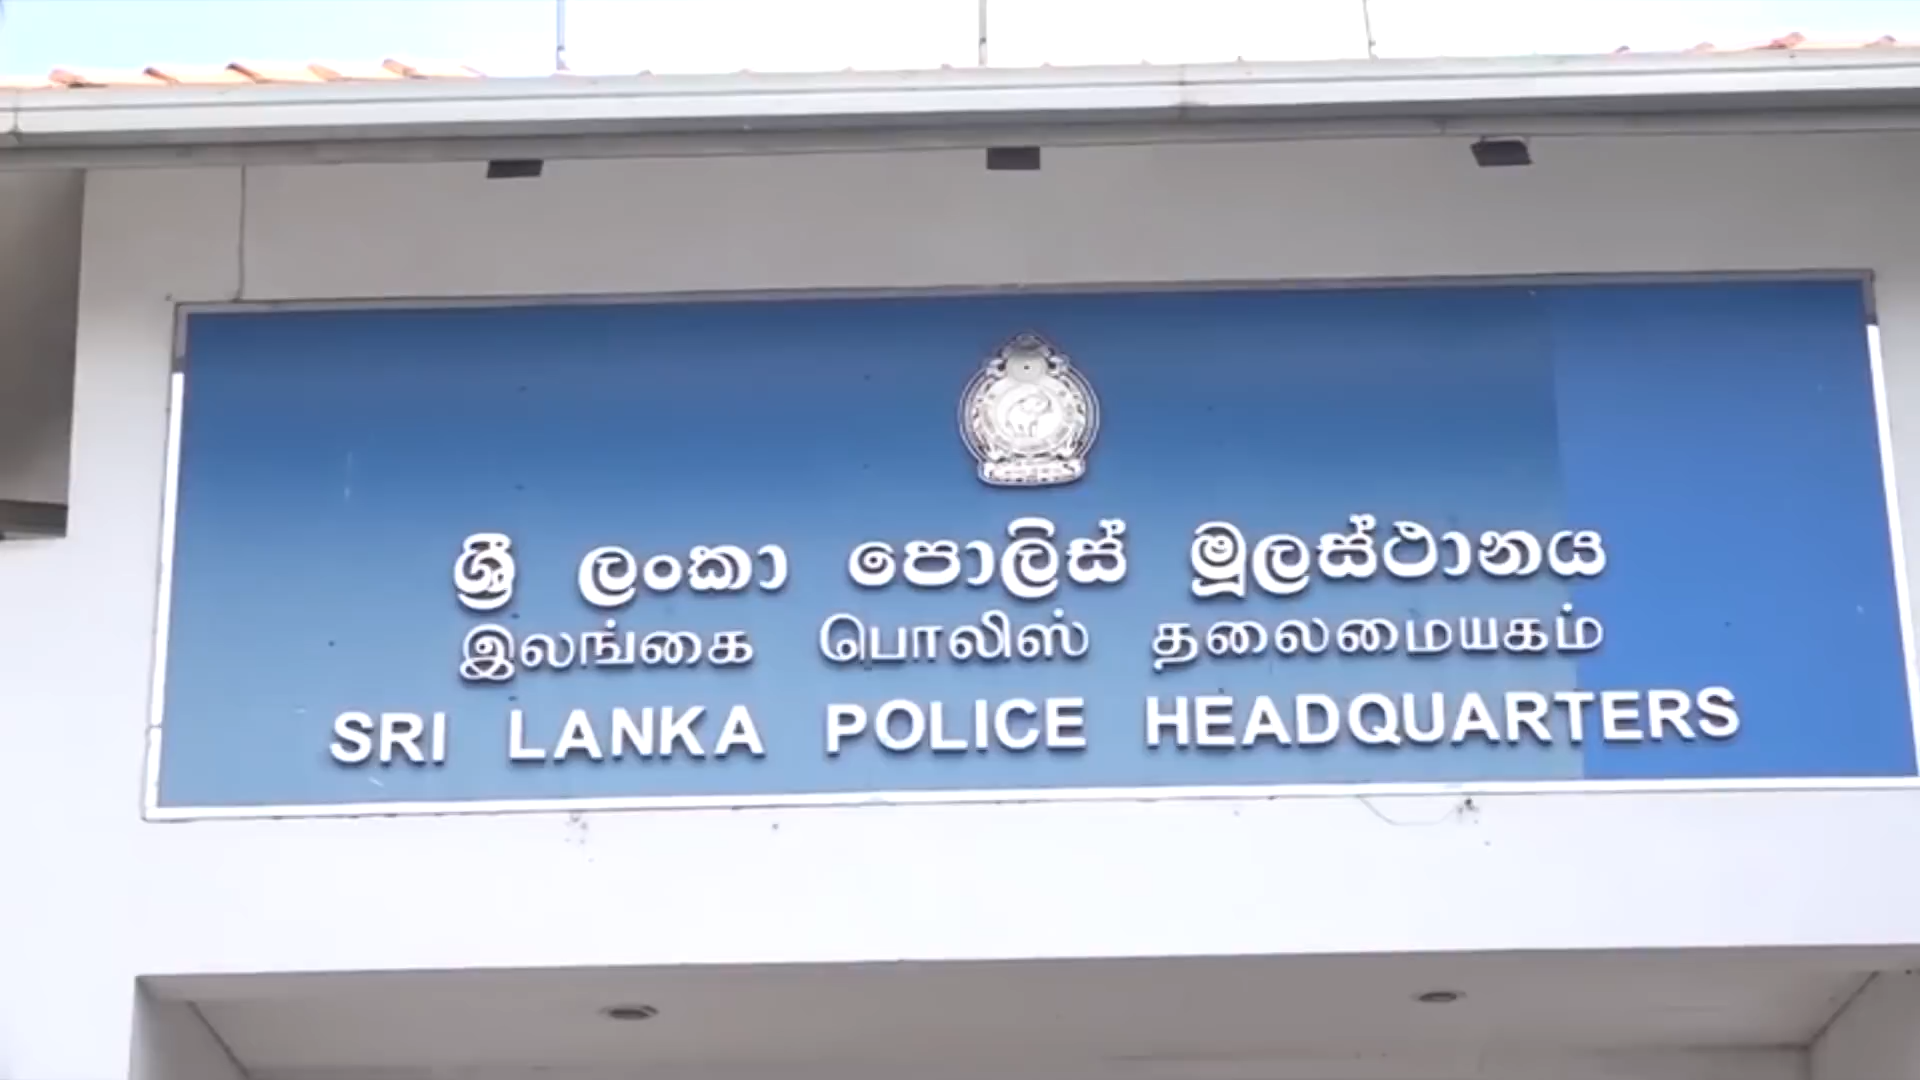 ශ්‍රී ලංකා පොලිස් මූලස්ථානය
இலங்கை பொலிஸ் தலைமையகம்
SRI LANKA POLICE HEADQUARTERS